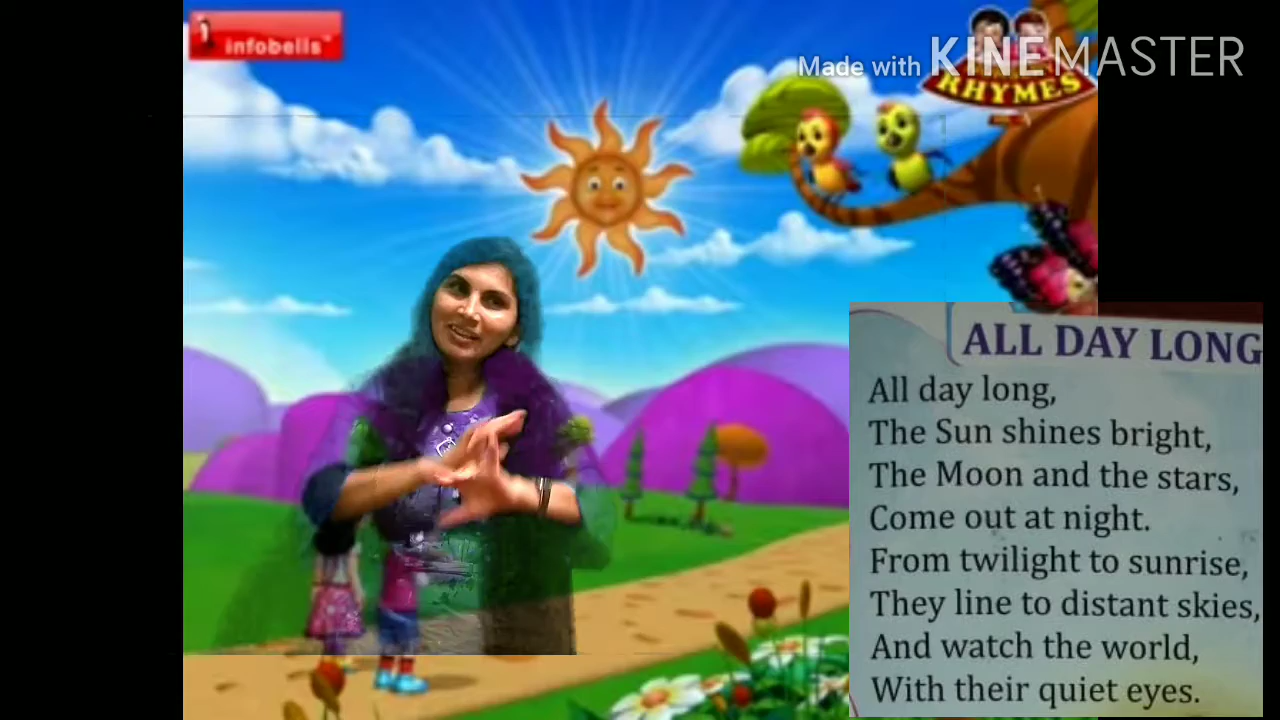 infobells
Made with KINEMASTER
RHYMES
ALL DAY LONG
All day long,
The Sun shines bright,
The Moon and the stars,
Come out at night.
From twilight to sunrise,
They line to distant skies,
And watch the world,
With their quiet eyes.